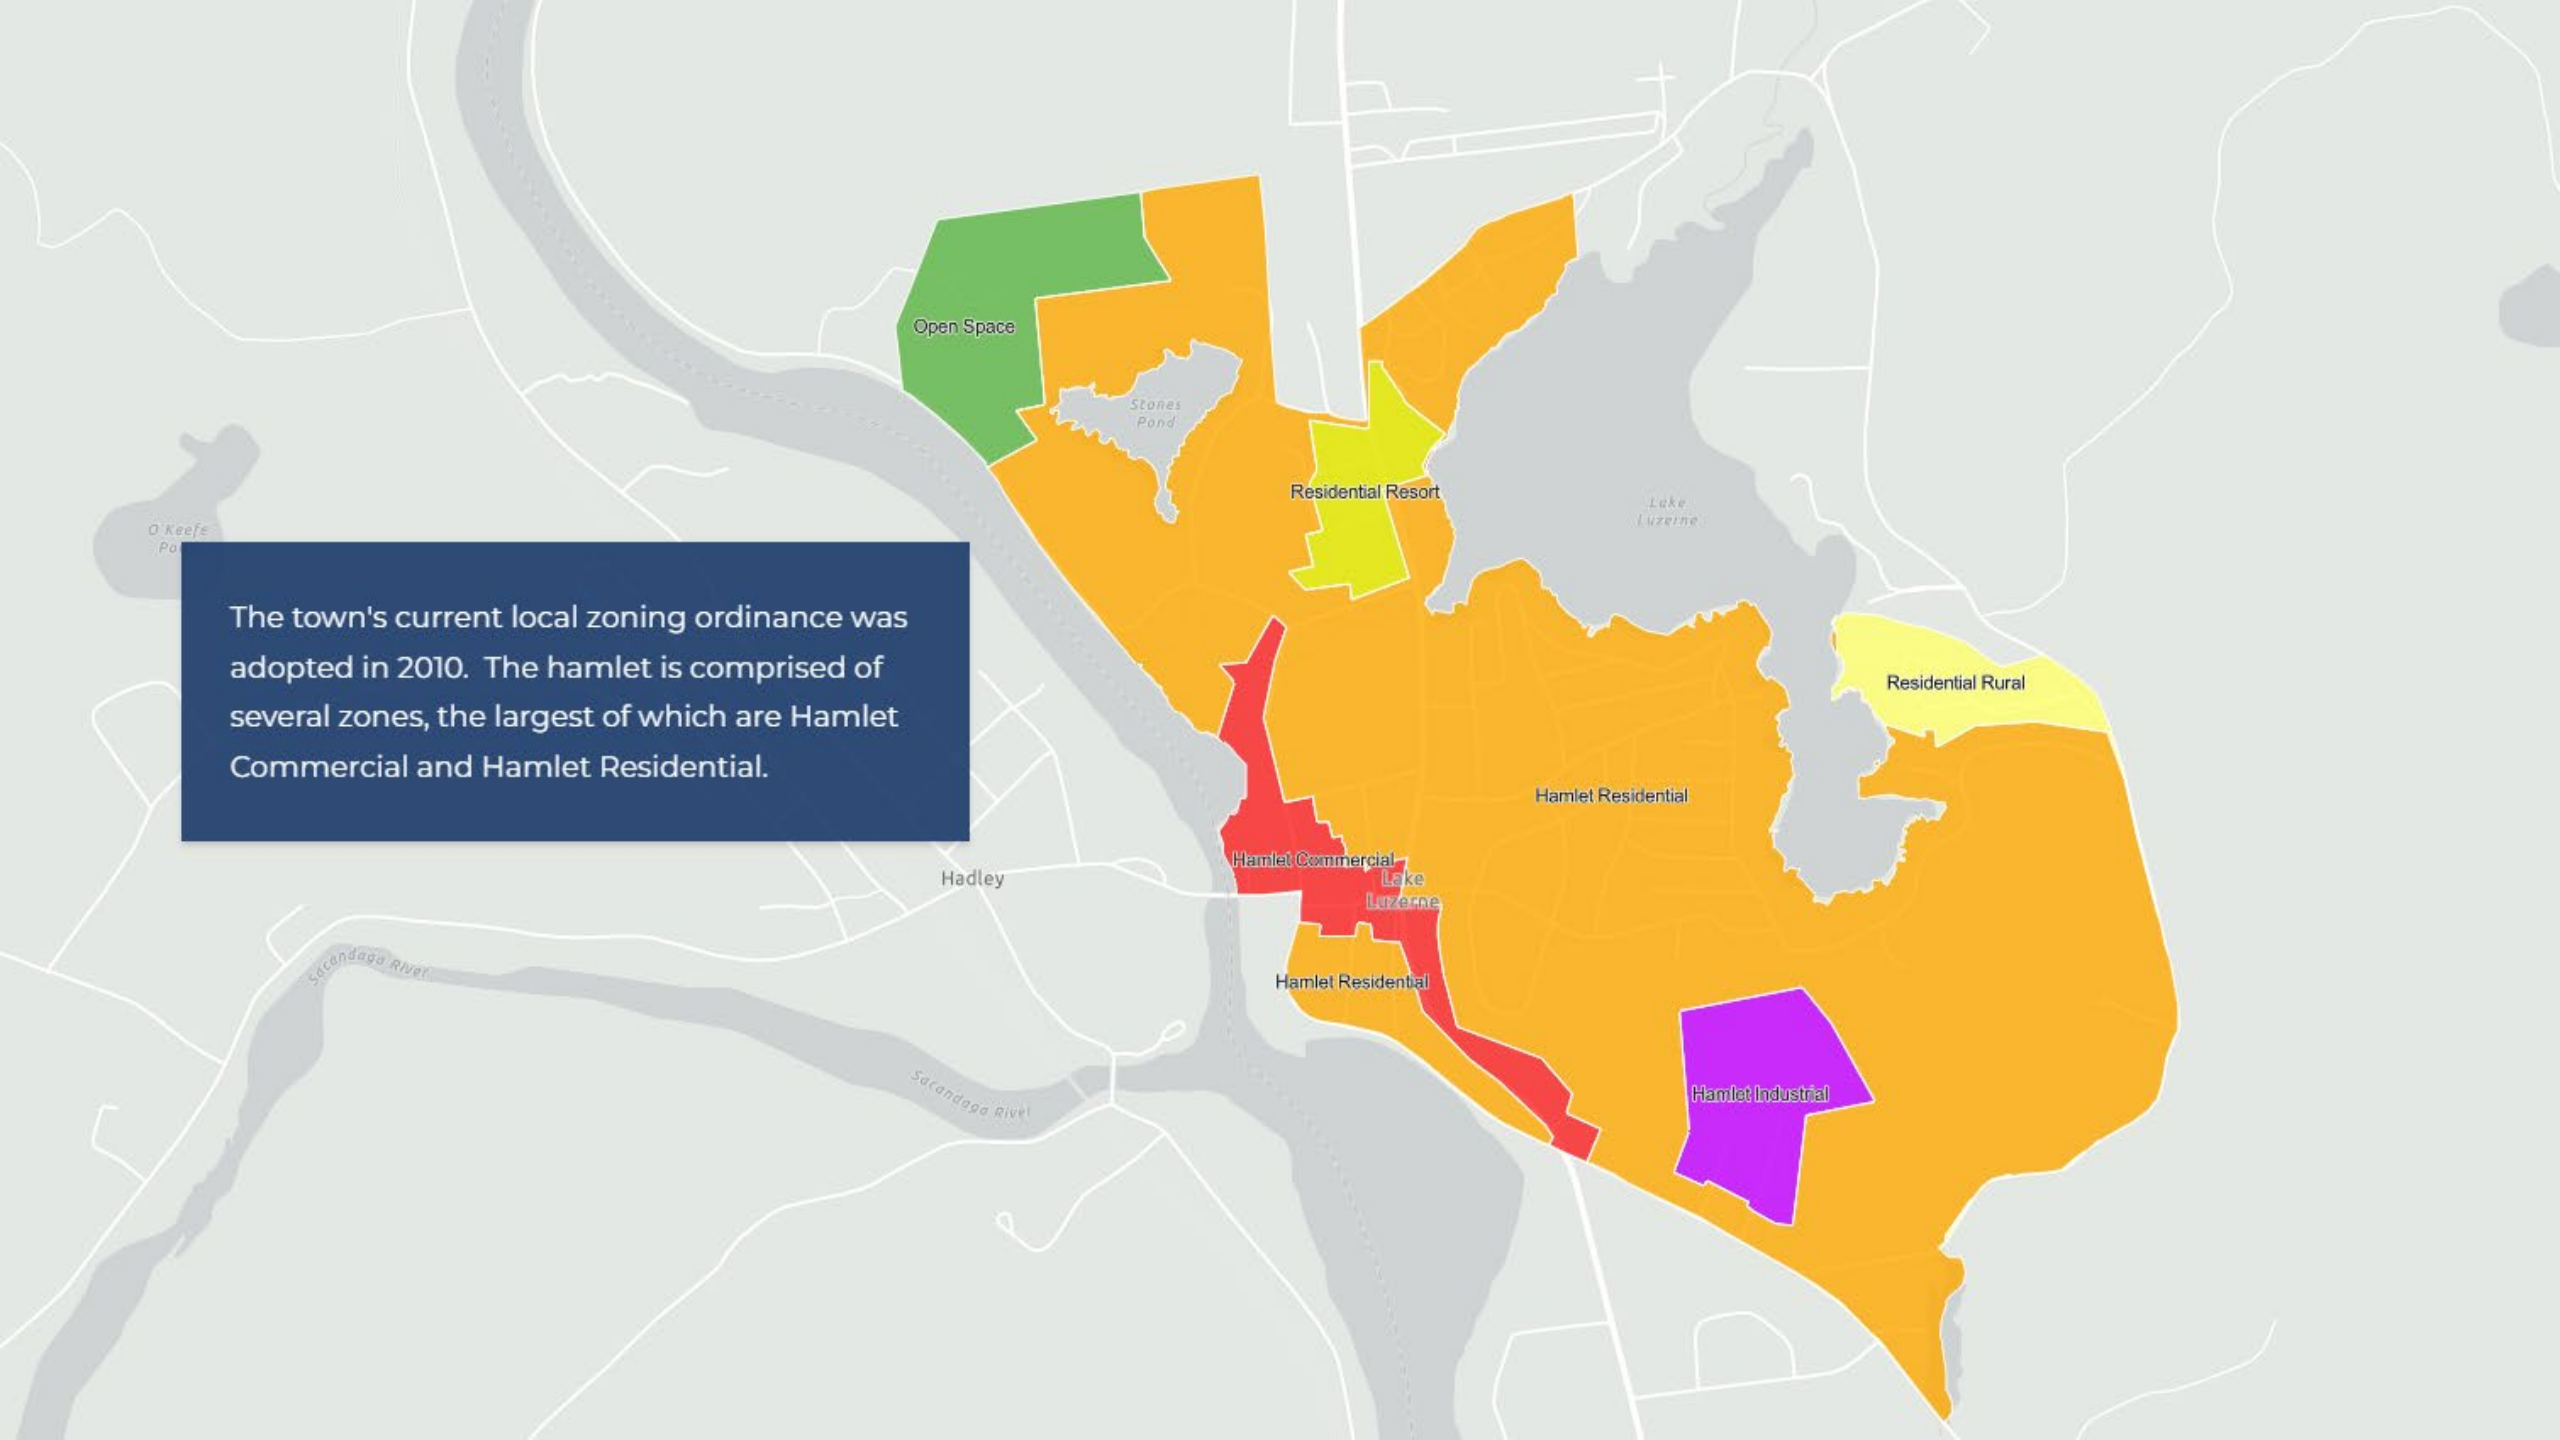 Open Space
Stones
Pond
Residential Resort
Lake
Luzerne
O'Keefe
The town's current local zoning ordinance was
adopted in 2010.  The hamlet is comprised of
several zones, the largest of which are Hamlet
Commercial and Hamlet Residential.
Residential Rural
Hamlet Residential
Hamlet Commercial
Lake
Luzerne
Hadley
Hamlet Residential
Sacandaga River
Sacandaga River
Hamlet Industrial